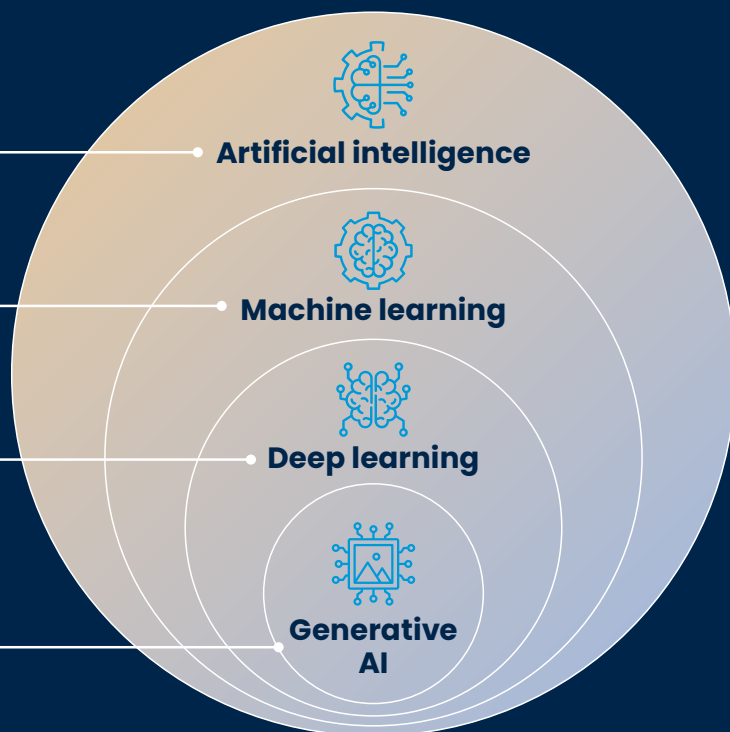 Artificial intelligence
Machine learning
Deep learning
Generative
AI